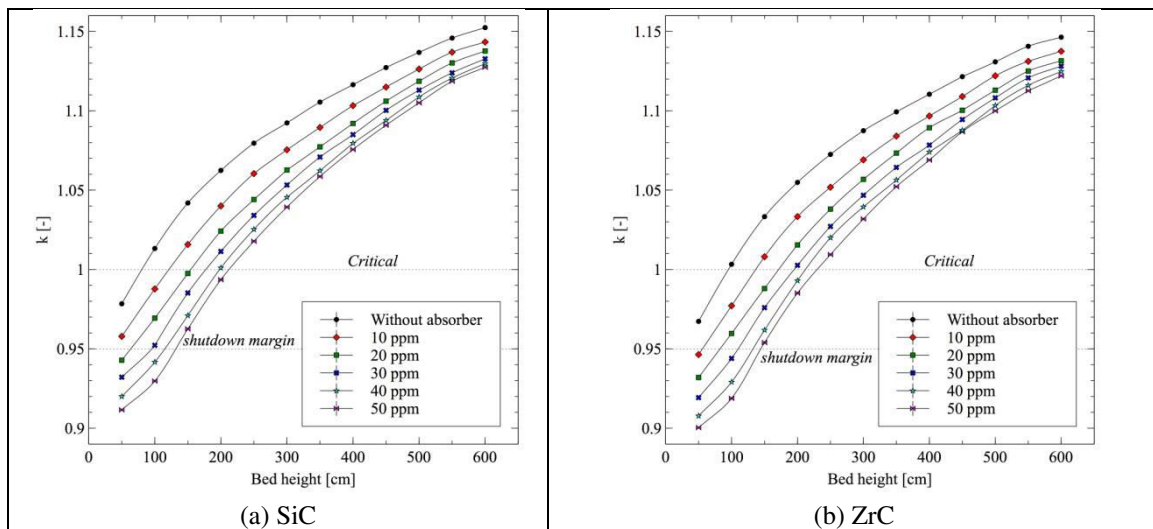 1.15
1.1
1.05
1
0.95
0.9
k [-]
Critical
shutdown margin
Without absorber
10 ppm
20 ppm
30 ppm
40 ppm
50 ppm
0 100 200 300 400 500 600
Bed height [cm]
(a) SiC
1.15
1.1
1.05
1
0.95
0.9
k [-]
Critical
shutdown margin
Without absorber
10 ppm
20 ppm
30 ppm
40 ppm
50 ppm
0 100 200 300 400 500 600
Bed height [cm]
(b) ZrC